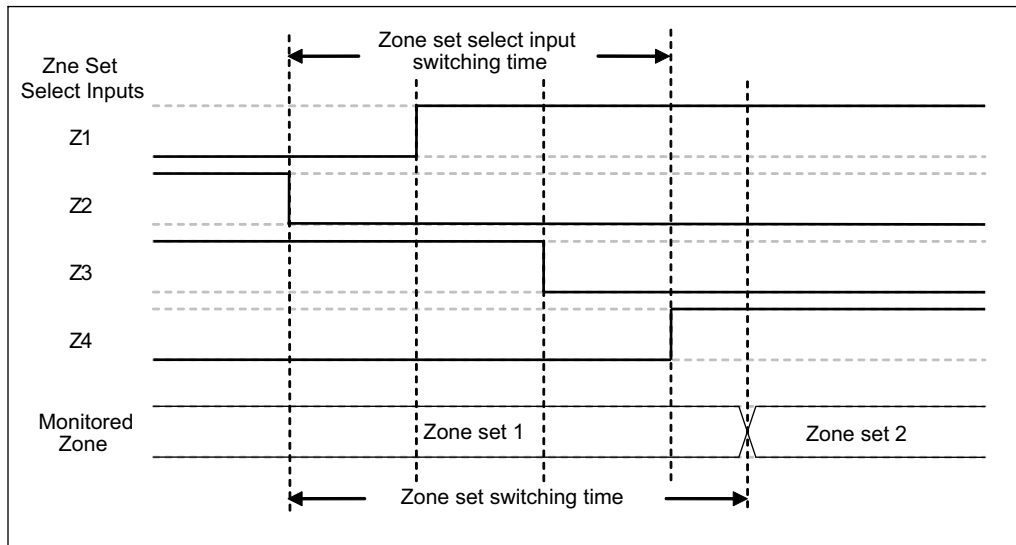 Zone set select input
switching time
Zne Set
Select Inputs
Z1
Z2
Z3
Z4
Monitored
Zone
Zone set 1
Zone set 2
Zone set switching time